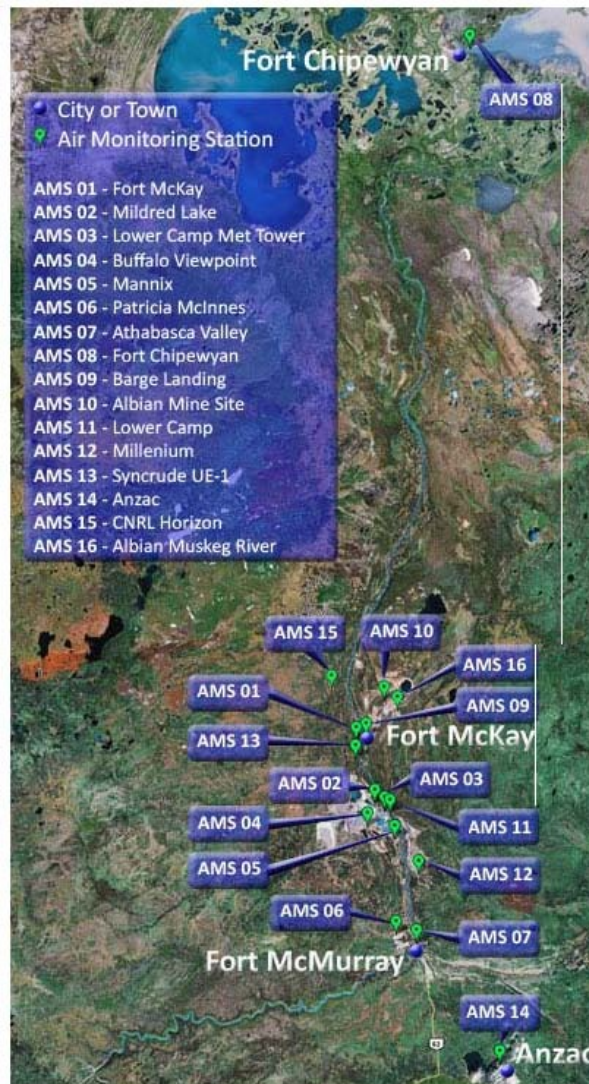 Fort Chipewyan
AMS 08
City or Town
Air Monitoring Station
AMS 01 - Fort McKay
AMS 02 - Mildred Lake
AMS 03 - Lower Camp Met Tower
AMS 04 - Buffalo Viewpoint
AMS 05 - Mannix
AMS 06 - Patricia McInnes
AMS 07 - Athabasca Valley
AMS 08 - Fort Chipewyan
AMS 09 - Barge Landing
AMS 10 - Albian Mine Site
AMS 11 - Lower Camp
AMS 12 - Millenium
AMS 13 - Syncrude UE-1
AMS 14 - Anzac
AMS 15 - CNRL Horizon
AMS 16 - Albian Muskeg River
AMS 15
AMS 10
AMS 16
AMS 01
AMS 09
Fort McKay
AMS 13
AMS 02
AMS 03
AMS 04
AMS 11
AMS 05
AMS 12
AMS 06
AMS 07
Fort McMurray
AMS 14
63
Anzac